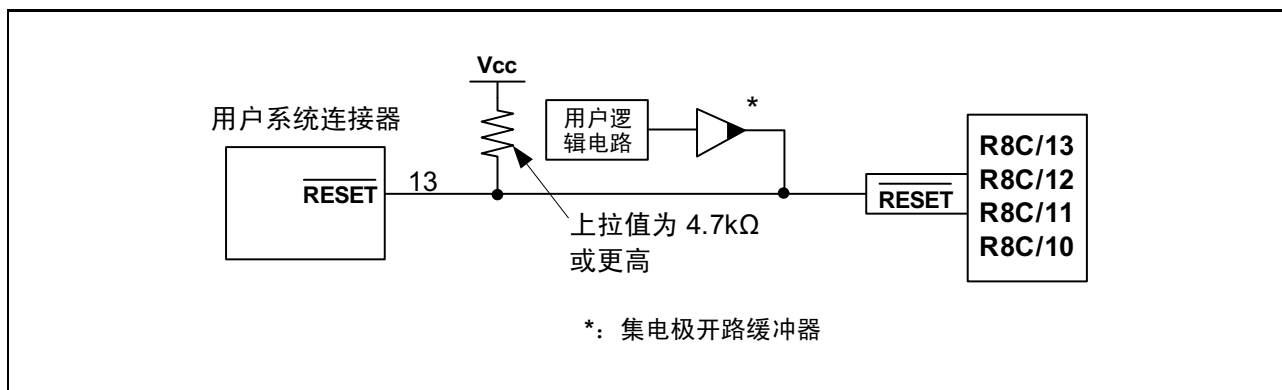 Vcc
*
用户系统连接器
用户逻
辑电路
R8C/13
R8C/12
R8C/11
R8C/10
RESET
13
RESET
上拉值为 4.7kΩ
或更高
*：集电极开路缓冲器